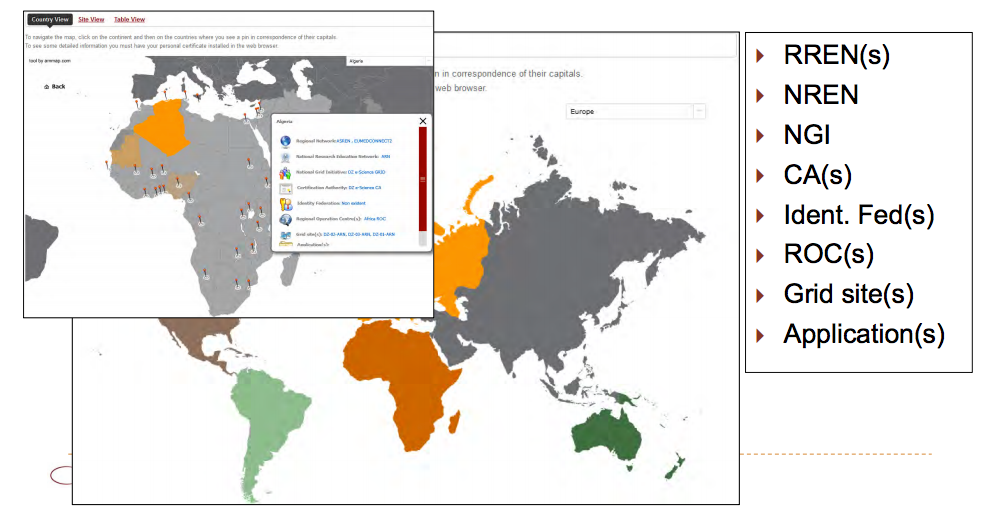 Country View
Site View
Table View
To navigate the map, click on the continent and then on the countries where you see a pin in correspondence of their capitals.
To see some detailed information you must have your personal certificate installed in the web browser.
tool by ammap.com
Algeria
Back
Algeria
Regional Network: ASREN , EUMEDCONNECT2
National Research Education Network: ARN
National Grid Initiative: DZ e-Science GRID
Certification Authority: DZ e-Science CA
Identity Federation: Non existent
Regional Operation Centre(s): Africa ROC
Grid site(s): DZ-02-ARN, DZ-03-ARN, DZ-01-ARN
Application(s):
n in correspondence of their capitals.
web browser.
Europe
RREN(s)
NREN
NGI
CA(s)
Ident. Fed(s)
ROC(s)
Grid site(s)
Application(s)